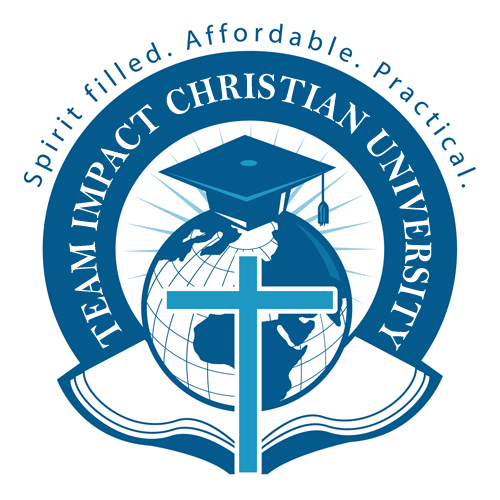 Spirit filled. Affordable. Practical.
TEAM IMPACT CHRISTIAN UNIVERSITY